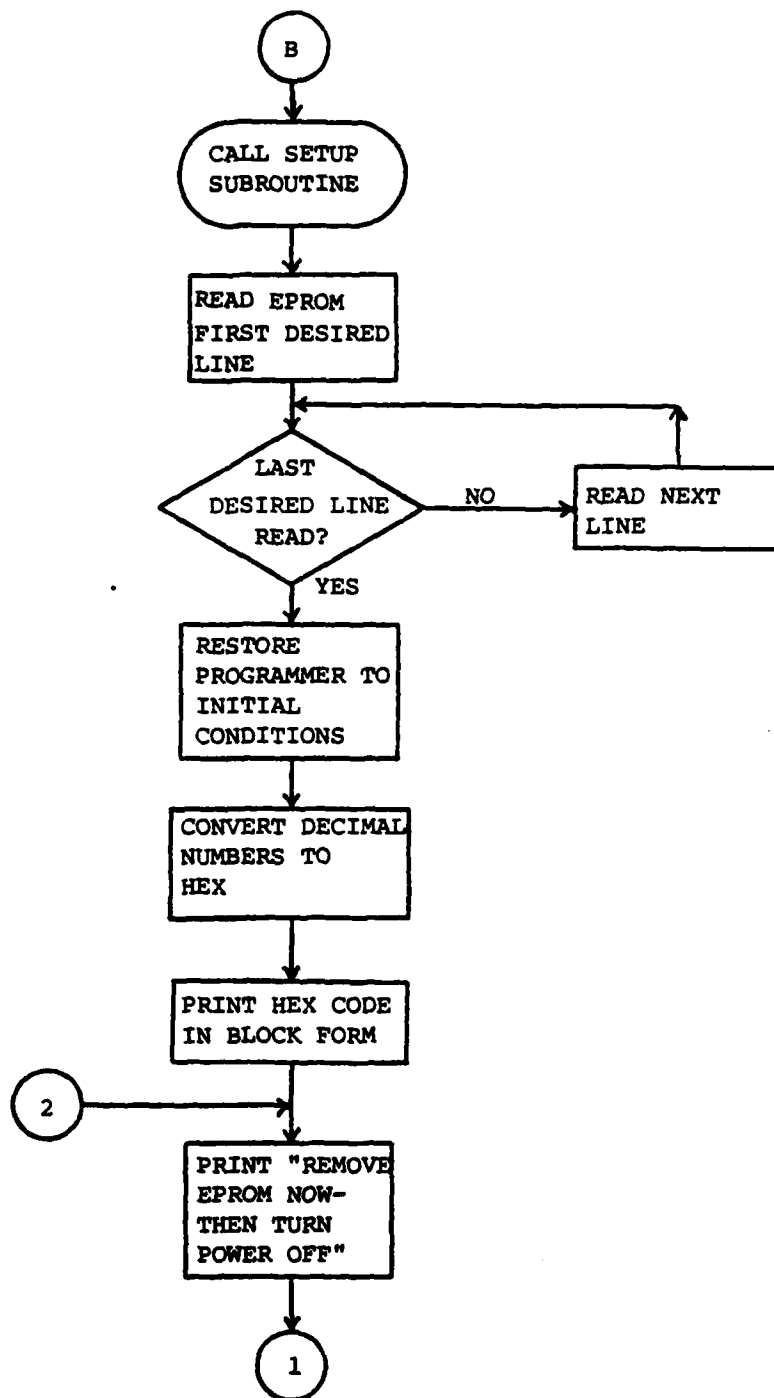 B
CALL SETUP
SUBROUTINE
READ EPROM
FIRST DESIRED
LINE
LAST
DESIRED LINE
READ?
NO
READ NEXT
LINE
YES
RESTORE
PROGRAMMER TO
INITIAL
CONDITIONS
CONVERT DECIMAL
NUMBERS TO
HEX
PRINT HEX CODE
IN BLOCK FORM
2
PRINT "REMOVE
EPROM NOW-
THEN TURN
POWER OFF"
1